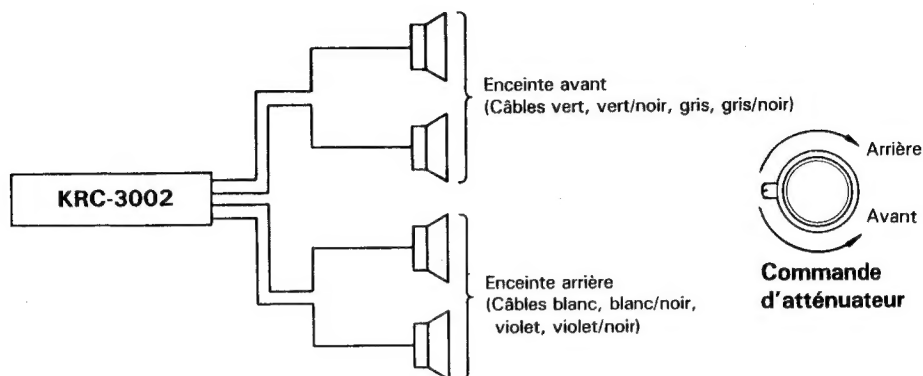 KRC-3002
Enceinte avant
(Câbles vert, vert/noir, gris, gris/noir)
Enceinte arrière
(Câbles blanc, blanc/noir,
violet, violet/noir)
Arrière
Avant
Commande
d'atténuateur